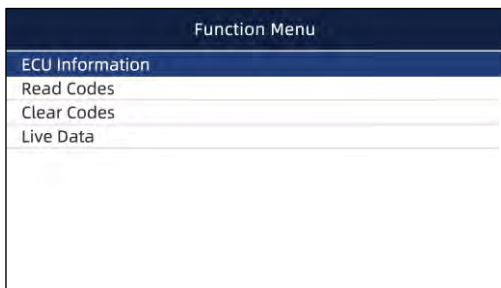 Function Menu
ECU Information
Read Codes
Clear Codes
Live Data